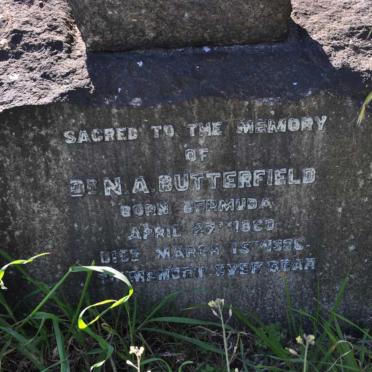 SACRED TO THE MEMORY
OF
DR N. A. BUTTERFIELD
BORN BERMUDA
APRIL
DIED MARCH
MEMORY EVER DEAR